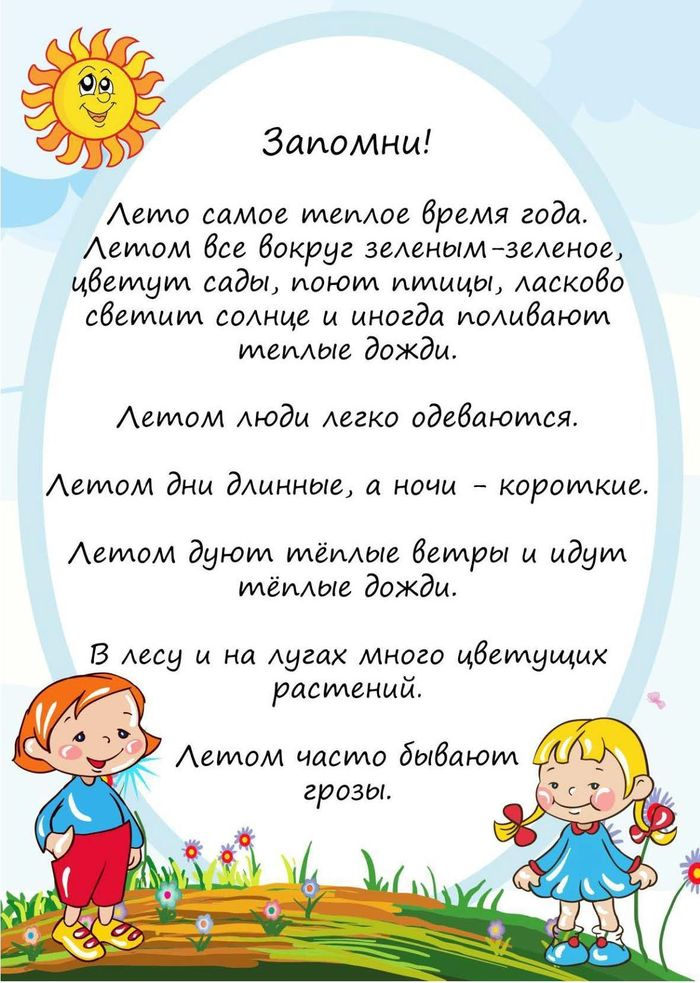 Запомни!
Лето самое теплое время года.
Летом все вокруг зеленым-зеленое,
цветут сады, поют птицы, ласково
светит солнце и иногда поливают
теплые дожди.
Летом люди легко одеваются.
Летом дни длинные, а ночи - короткие.
Летом дуют тёплые ветры и идут
тёплые дожди.
В лесу и на лугах много цветущих
растений.
Летом часто бывают
грозы.